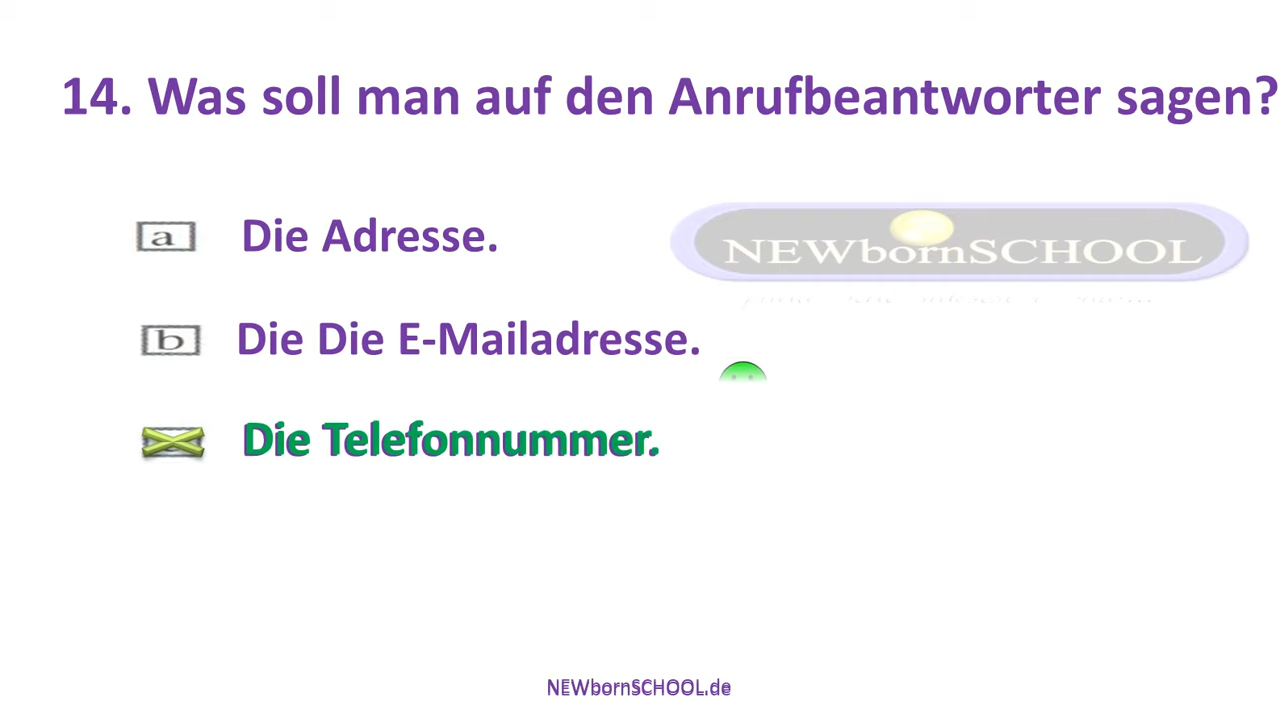 14. Was soll man auf den Anrufbeantworter sagen?
a Die Adresse.
NEWbornSCHOOL
b Die Die E-Mailadresse.
Die Telefonnummer.
NEWbornSCHOOL.de